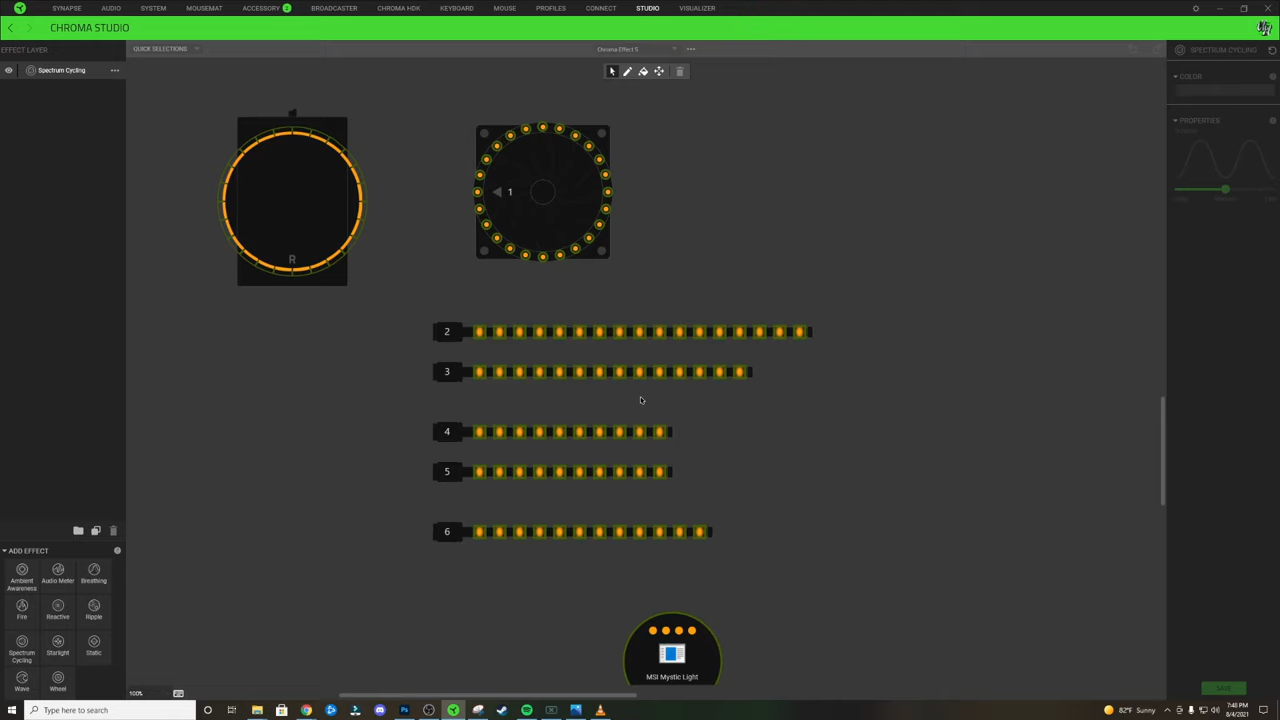 SYNAPSE AUDIO SYSTEM MOUSEMAT ACCESSORY 2 BROADCASTER CHROMA HDK KEYBOARD MOUSE PROFILES CONNECT STUDIO VISUALIZER
CHROMA STUDIO
EFFECT LAYER QUICK SELECTIONS Chroma Effect 5 SPECTRUM CYCLING
Spectrum Cycling
COLOR
PROPERTIES
1
R
2
3
4
5
6
ADD EFFECT
Ambient Awareness Audio Meter Breathing
Fire Reactive Ripple
Spectrum Cycling Starlight Static
Wave Wheel
MSI Mystic Light
100%
SAVE
Type here to search
82°F Sunny
7:48 PM
8/4/2021